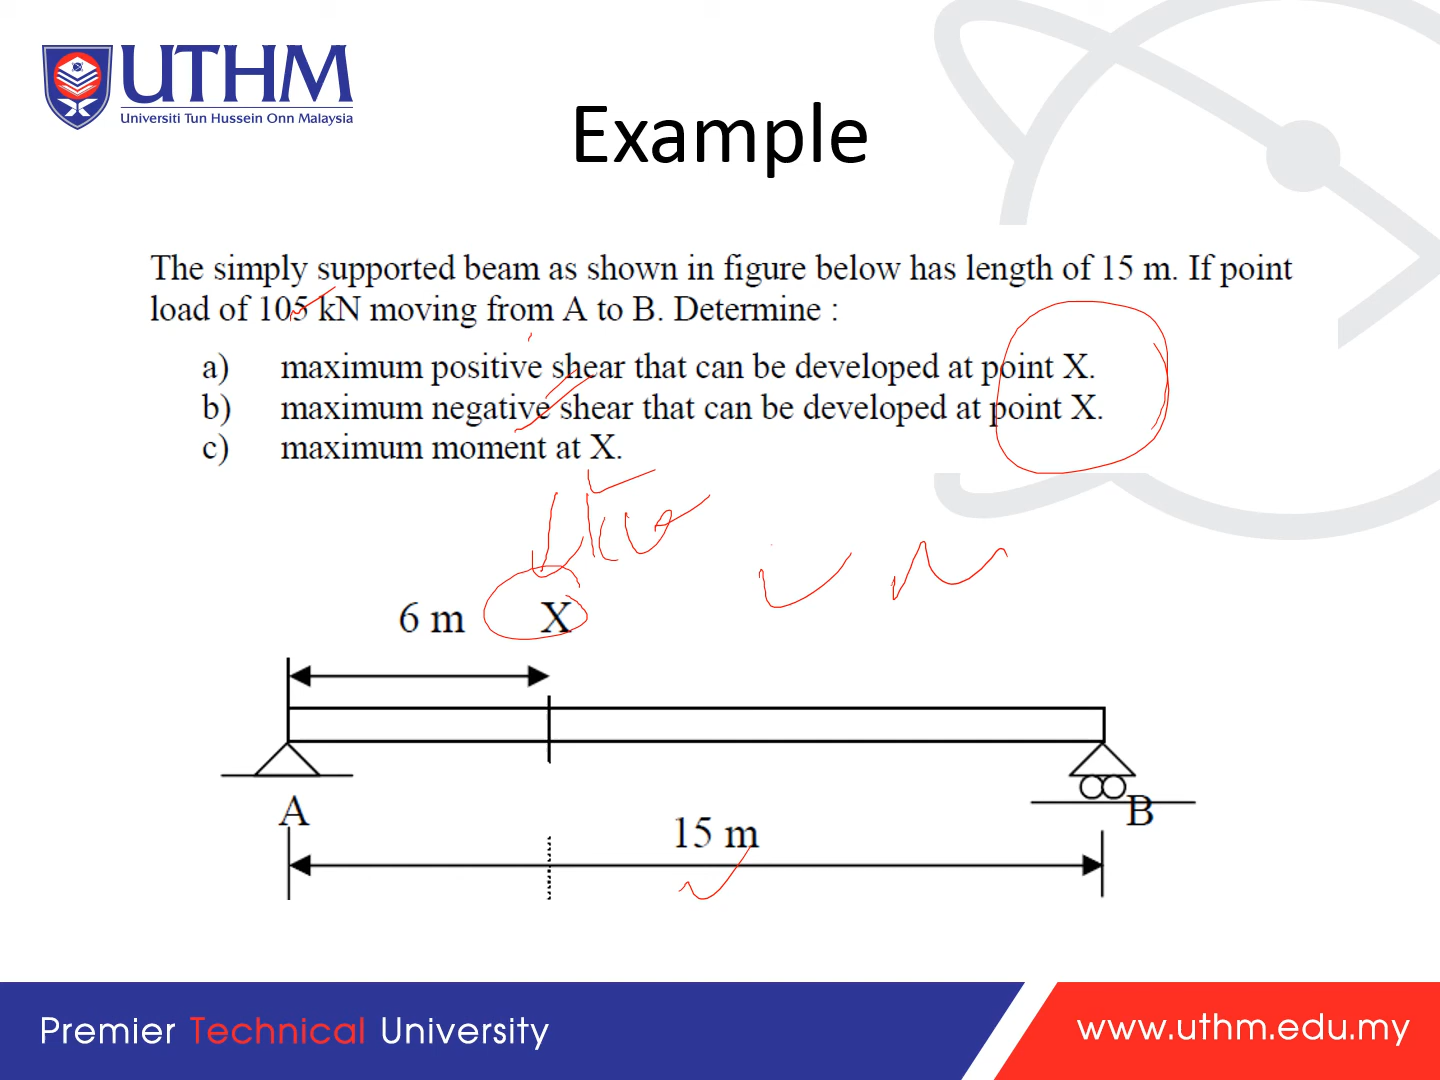 UTHM
Universiti Tun Hussein Onn Malaysia
Example
The simply supported beam as shown in figure below has length of 15 m. If point
load of 105 kN moving from A to B. Determine :
a) maximum positive shear that can be developed at point X.
b) maximum negative shear that can be developed at point X.
c) maximum moment at X.
6 m X
A B
15 m
Premier Technical University
www.uthm.edu.my